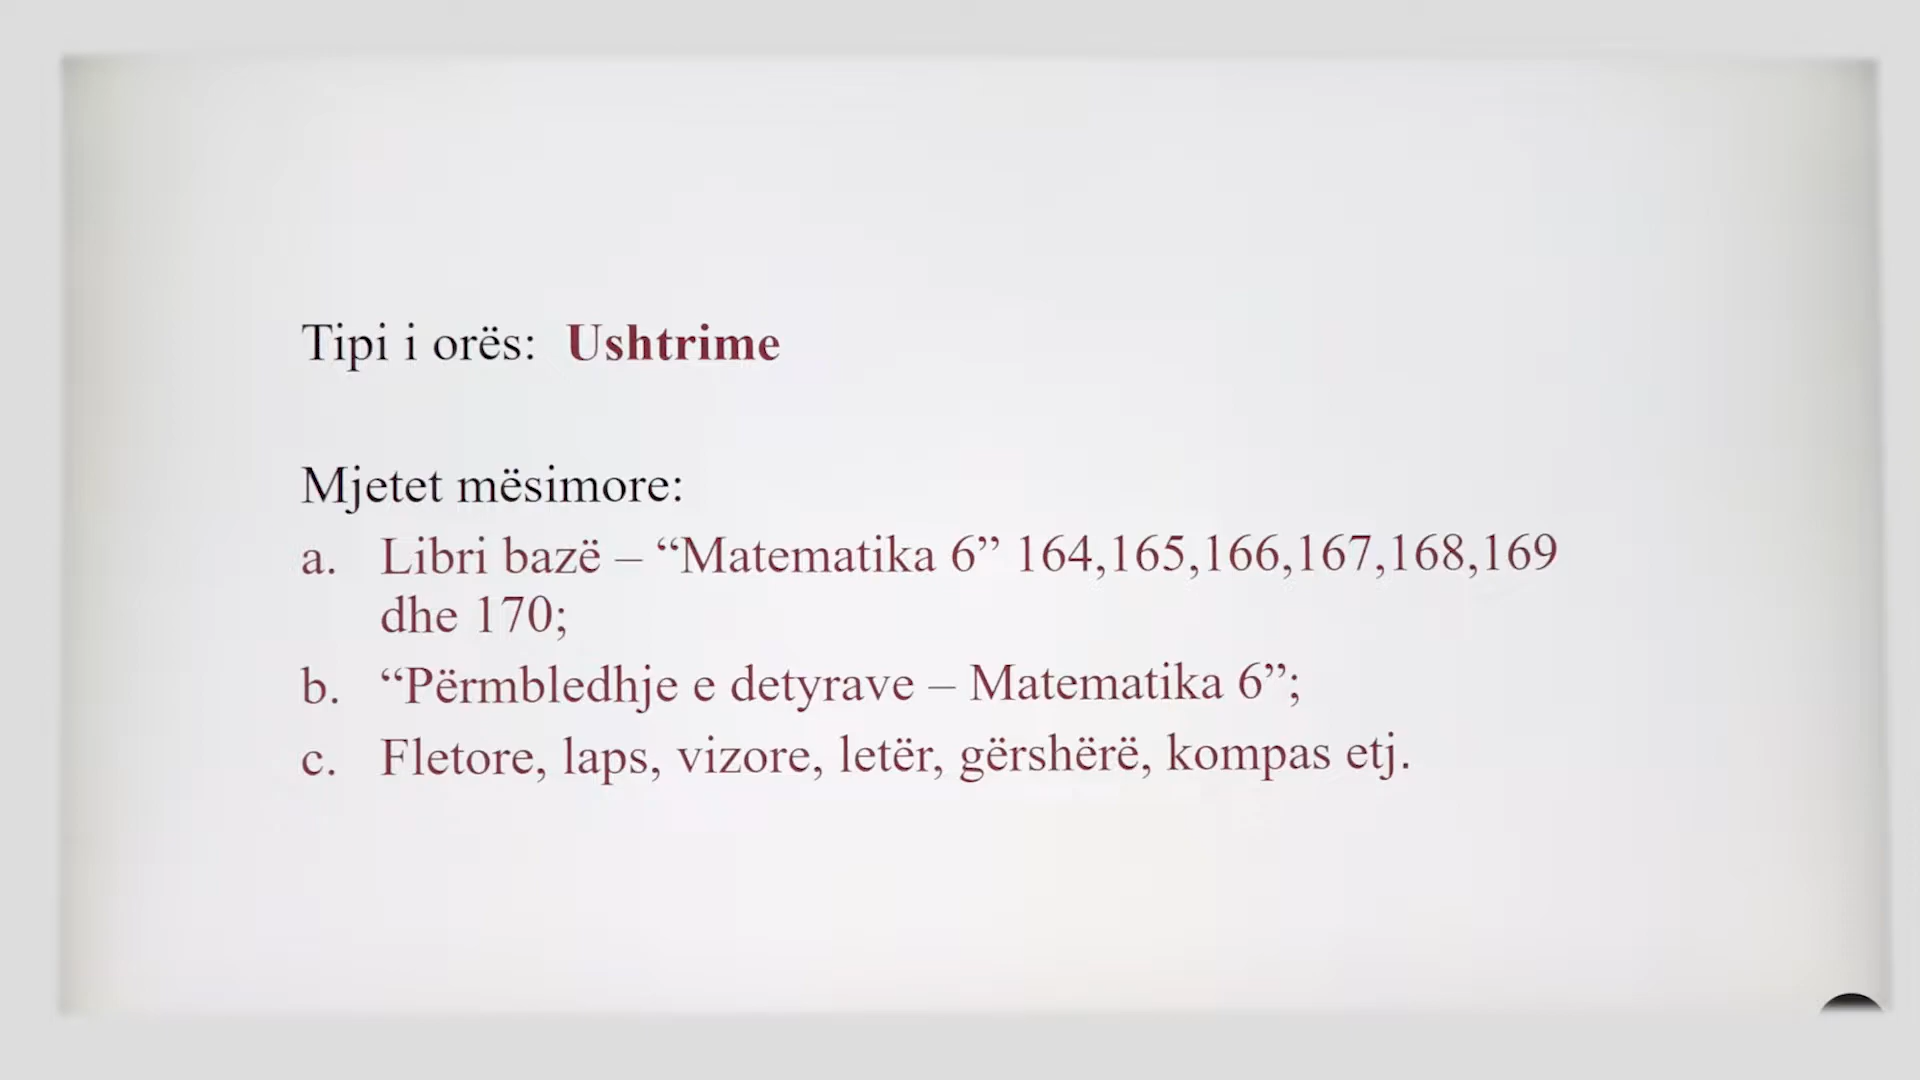 Tipi i orës: Ushtrime
Mjetet mësimore:
a. Libri bazë – “Matematika 6” 164,165,166,167,168,169
dhe 170;
b. “Përmbledhje e detyrave – Matematika 6”;
c. Fletore, laps, vizore, letër, gërshërë, kompas etj.